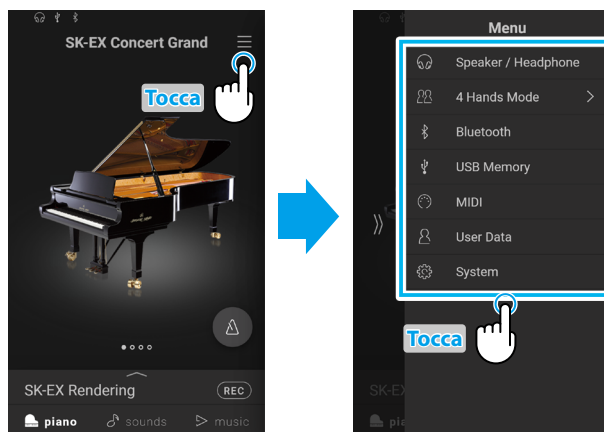 SK-EX Concert Grand
Tocca
SK-EX Rendering
REC
piano
sounds
music
Menu
Speaker / Headphone
4 Hands Mode
Bluetooth
USB Memory
MIDI
User Data
System
Tocca
SK-EX
pia